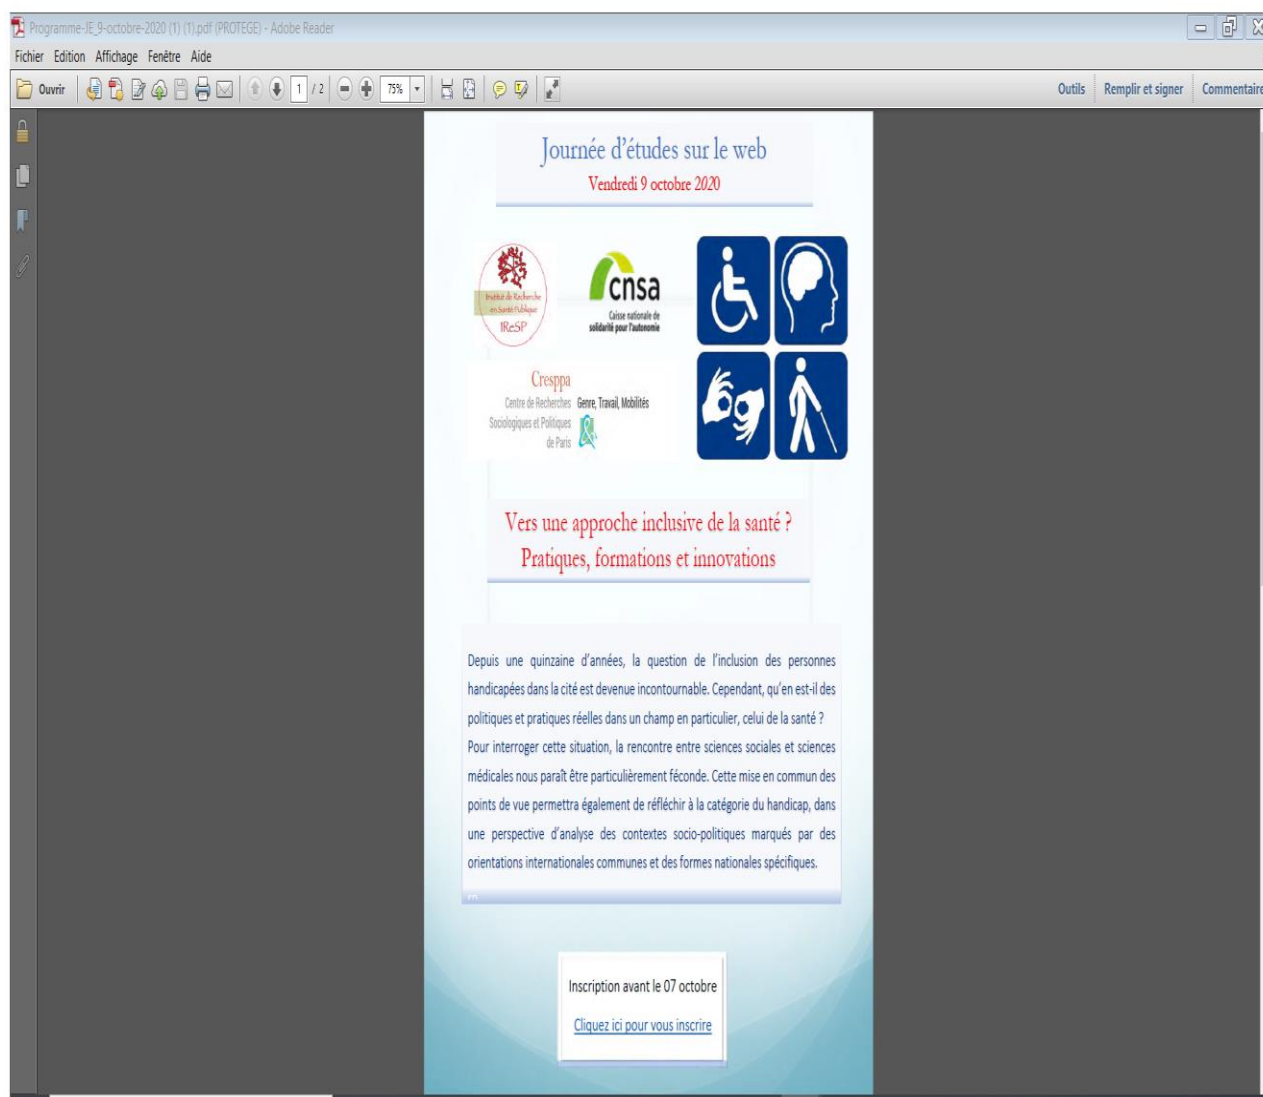 Programme-JE_9-octobre-2020 (1) (1).pdf (PROTEGE) - Adobe Reader
Fichier Edition Affichage Fenêtre Aide
Ouvrir 1 / 2 75% Outils Remplir et signer Commentaire
Journée d'études sur le web
Vendredi 9 octobre 2020
Institut de Recherche
en Santé Publique
IReSP
cnsa
Caisse nationale de
solidarité pour l'autonomie
Cresppa
Centre de Recherches Genre, Travail, Mobilités
Sociologiques et Politiques
de Paris
Vers une approche inclusive de la santé ?
Pratiques, formations et innovations
Depuis une quinzaine d'années, la question de l'inclusion des personnes
handicapées dans la cité est devenue incontournable. Cependant, qu'en est-il des
politiques et pratiques réelles dans un champ en particulier, celui de la santé ?
Pour interroger cette situation, la rencontre entre sciences sociales et sciences
médicales nous paraît être particulièrement féconde. Cette mise en commun des
points de vue permettra également de réfléchir à la catégorie du handicap, dans
une perspective d'analyse des contextes socio-politiques marqués par des
orientations internationales communes et des formes nationales spécifiques.
Inscription avant le 07 octobre
Cliquez ici pour vous inscrire